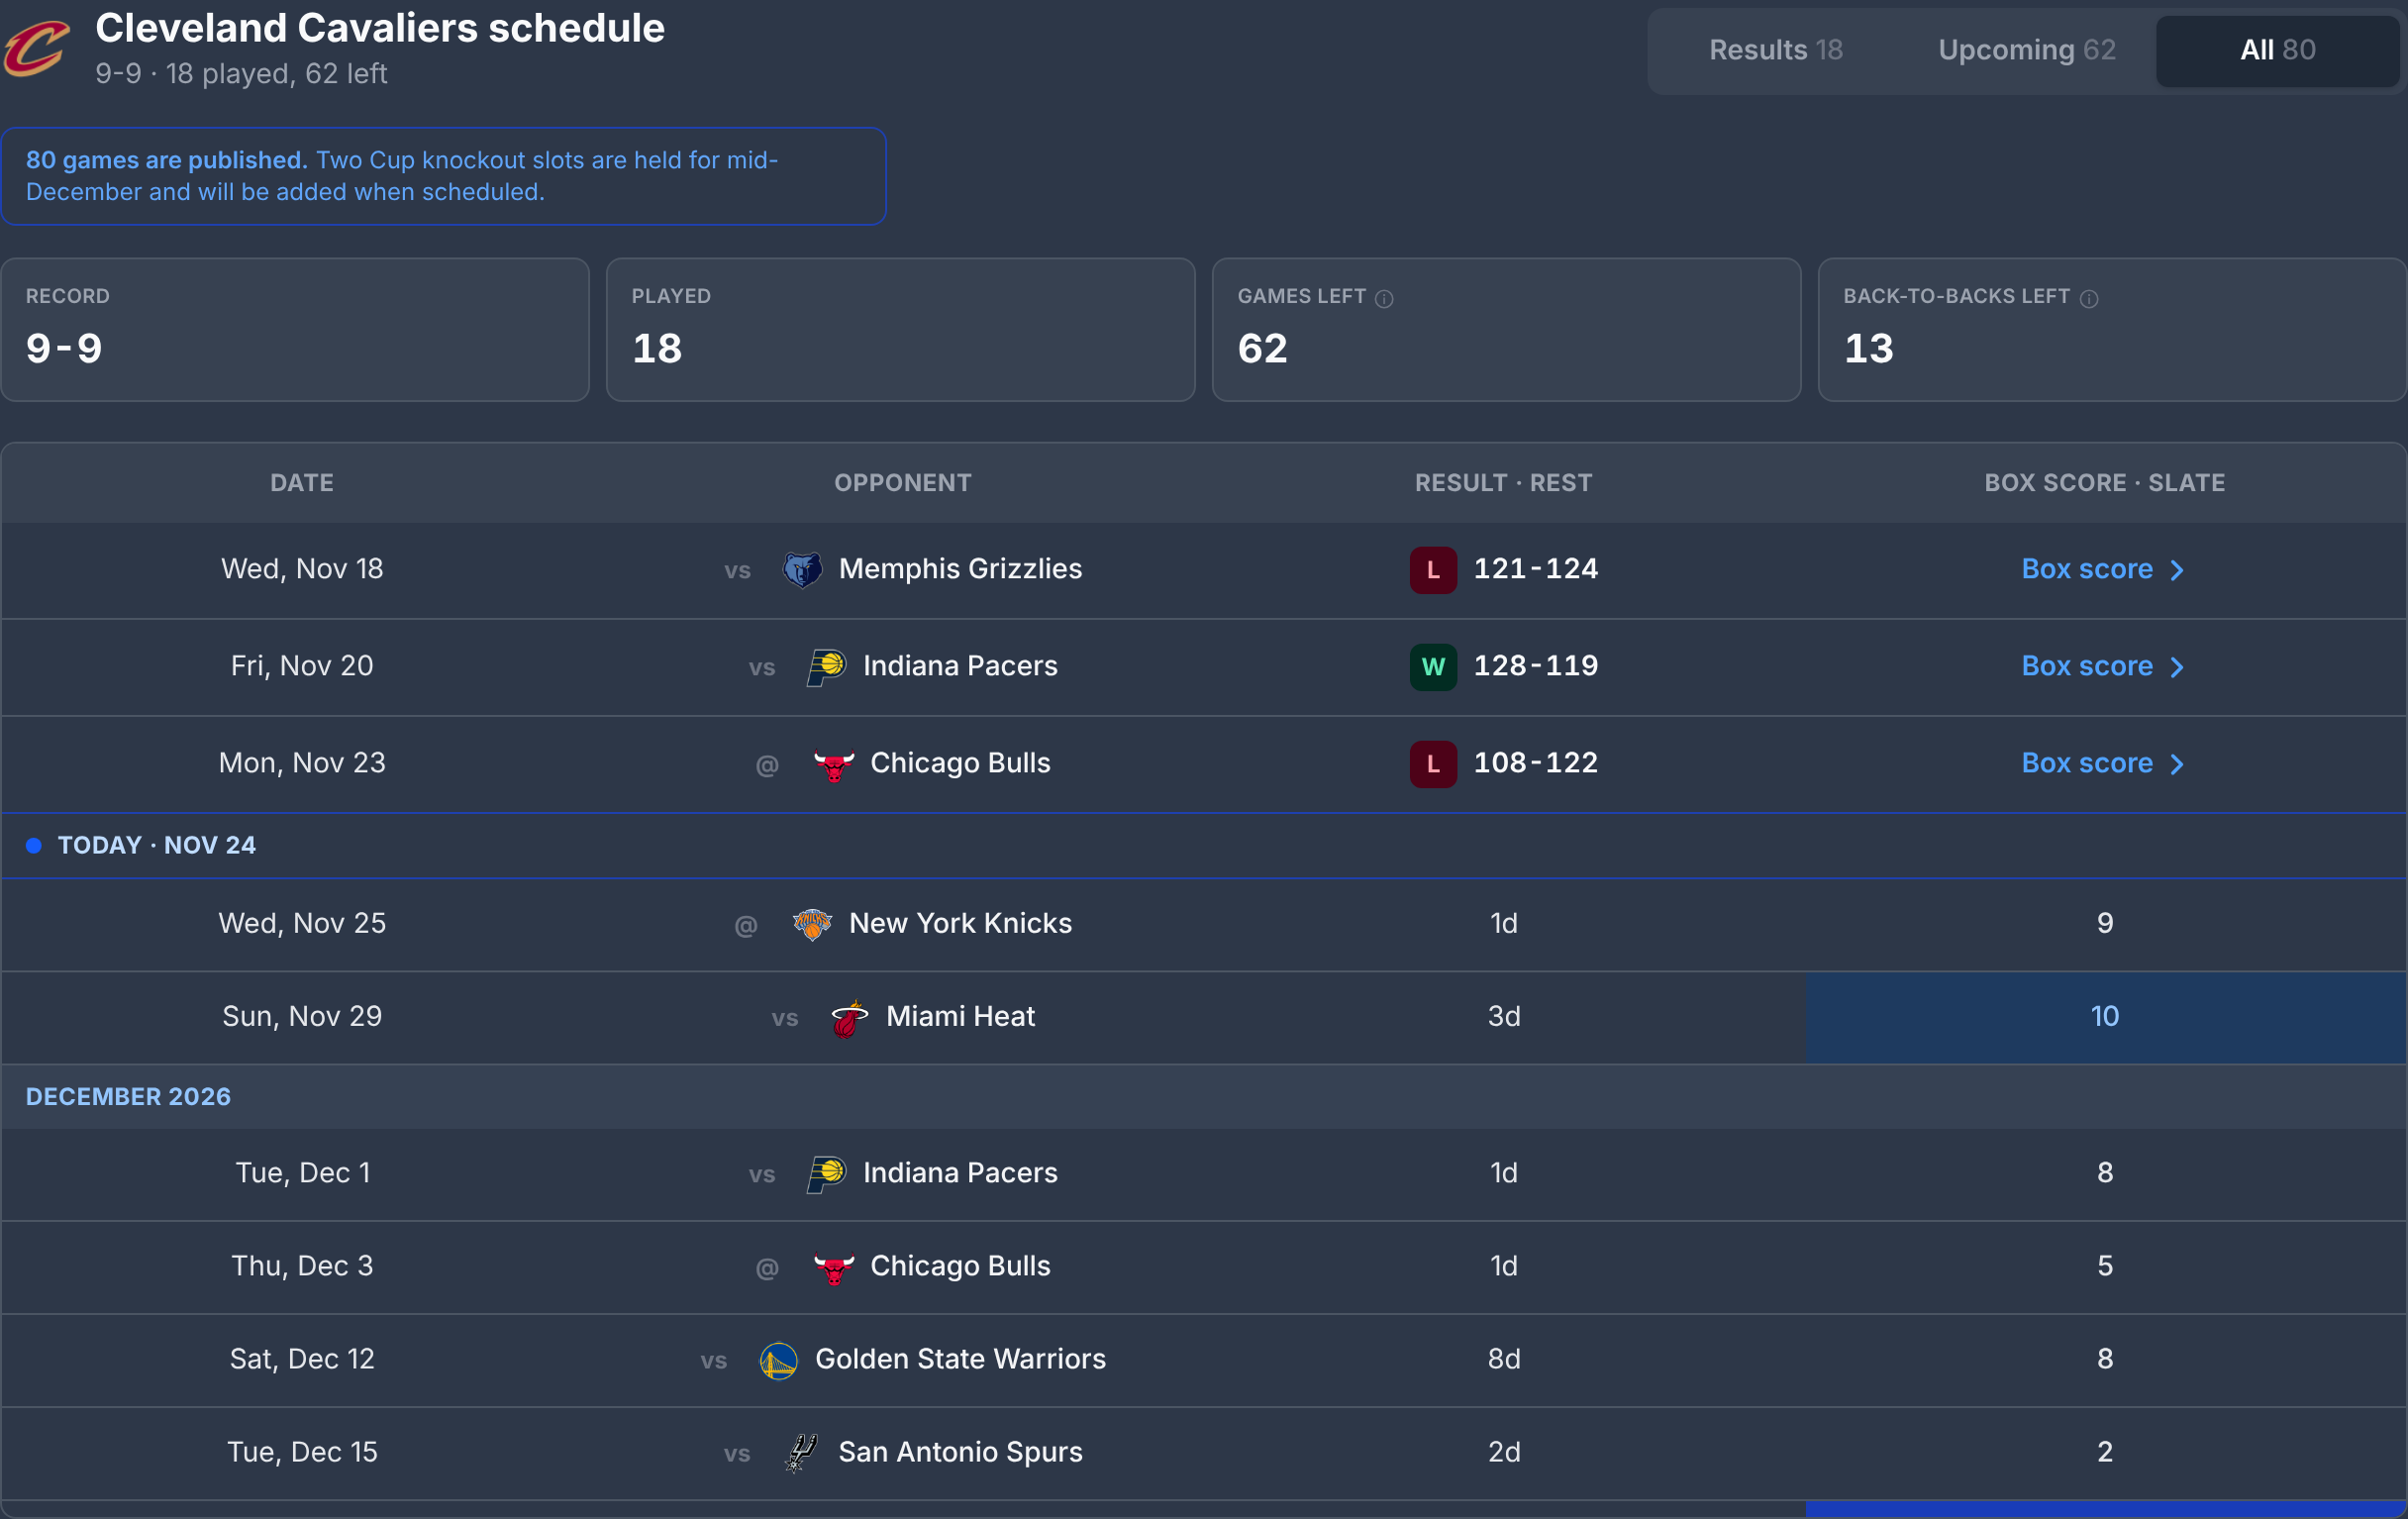 Cleveland Cavaliers schedule
9-9 · 18 played, 62 left
Results 18 Upcoming 62 All 80
80 games are published. Two Cup knockout slots are held for mid-
December and will be added when scheduled.
RECORD PLAYED GAMES LEFT BACK-TO-BACKS LEFT
9-9 18 62 13
DATE OPPONENT RESULT · REST BOX SCORE · SLATE
Wed, Nov 18 vs Memphis Grizzlies L 121-124 Box score
Fri, Nov 20 vs Indiana Pacers W 128-119 Box score
Mon, Nov 23 @ Chicago Bulls L 108-122 Box score
TODAY · NOV 24
Wed, Nov 25 @ New York Knicks 1d 9
Sun, Nov 29 vs Miami Heat 3d 10
DECEMBER 2026
Tue, Dec 1 vs Indiana Pacers 1d 8
Thu, Dec 3 @ Chicago Bulls 1d 5
Sat, Dec 12 vs Golden State Warriors 8d 8
Tue, Dec 15 vs San Antonio Spurs 2d 2